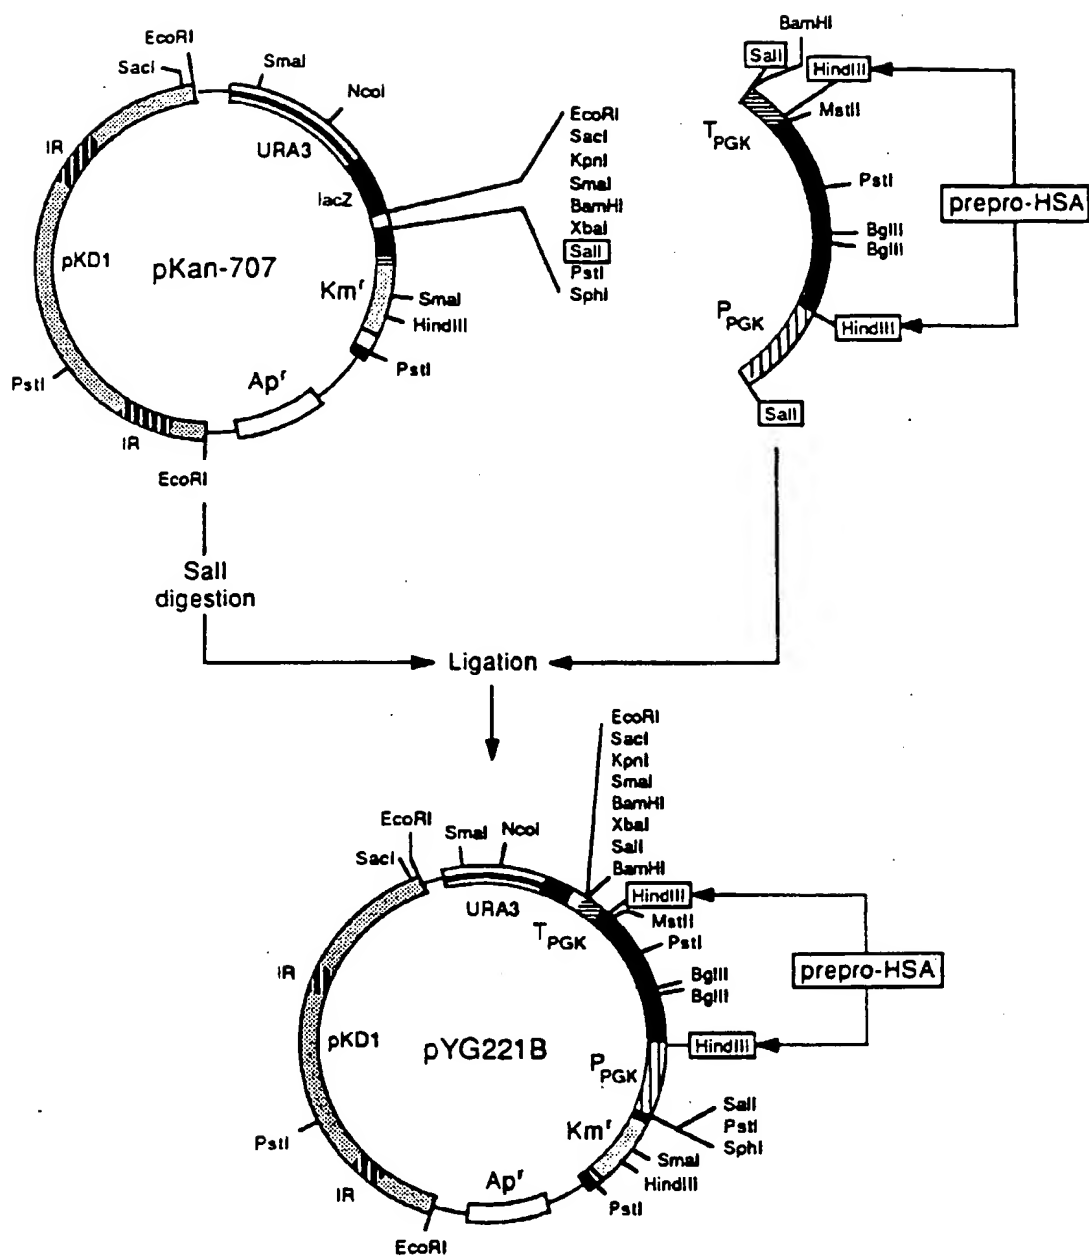 EcoRI
SacI
SmaI
NcoI
IR
URA3
lacZ
pKD1
pKan-707
Kmʳ
SmaI
HindIII
PstI
PstI
Apʳ
IR
EcoRI
EcoRI
SacI
KpnI
SmaI
BamHI
XbaI
SalI
PstI
SphI
BamHI
SalI
HindIII
MstII
TPGK
PstI
prepro-HSA
BglII
BglII
PPGK
HindIII
SalI
SalI
digestion
Ligation
EcoRI
SacI
KpnI
SmaI
BamHI
XbaI
SalI
BamHI
EcoRI
SacI
SmaI
NcoI
URA3
HindIII
MstII
TPGK
PstI
prepro-HSA
IR
BglII
BglII
pKD1
pYG221B
HindIII
PPGK
SalI
PstI
SphI
Kmʳ
PstI
SmaI
HindIII
IR
Apʳ
PstI
EcoRI